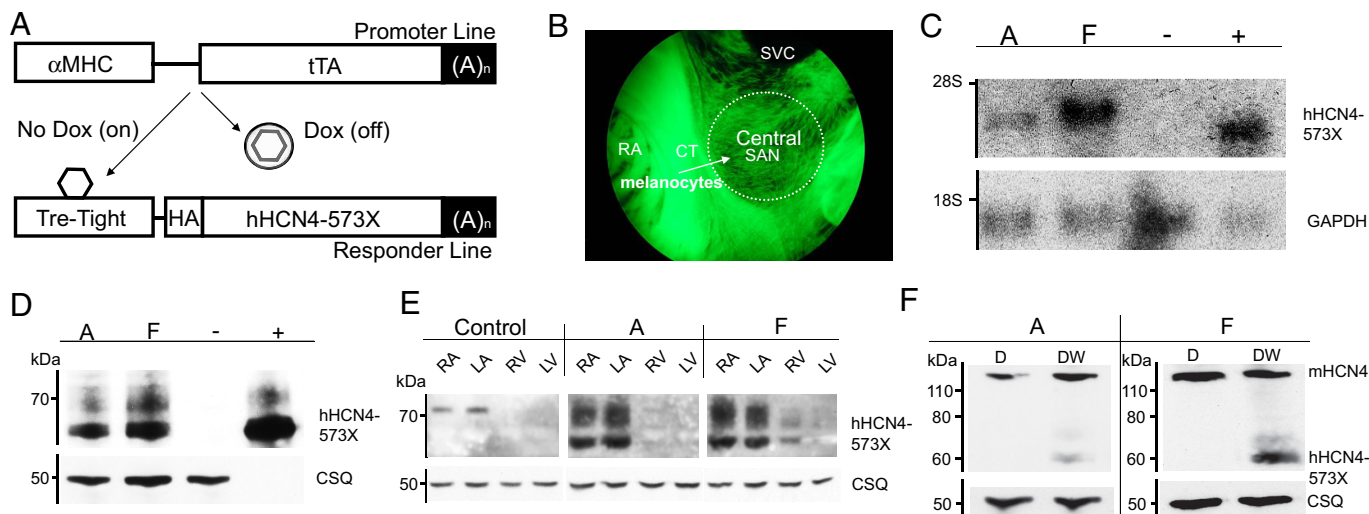 A
Promoter Line
αMHC
tTA
(A)n
No Dox (on)
Dox (off)
Tre-Tight
HA
hHCN4-573X
(A)n
Responder Line
B
SVC
RA
CT
Central
SAN
melanocytes
C
A F - +
28S
hHCN4-
573X
18S
GAPDH
D
A F - +
kDa
70
hHCN4-
573X
50
CSQ
E
Control A F
RA LA RV LV RA LA RV LV RA LA RV LV
kDa
70
hHCN4-
573X
50
CSQ
F
A F
kDa D DW kDa D DW
mHCN4
110 110
80 80
60 60
hHCN4-
573X
50 50
CSQ